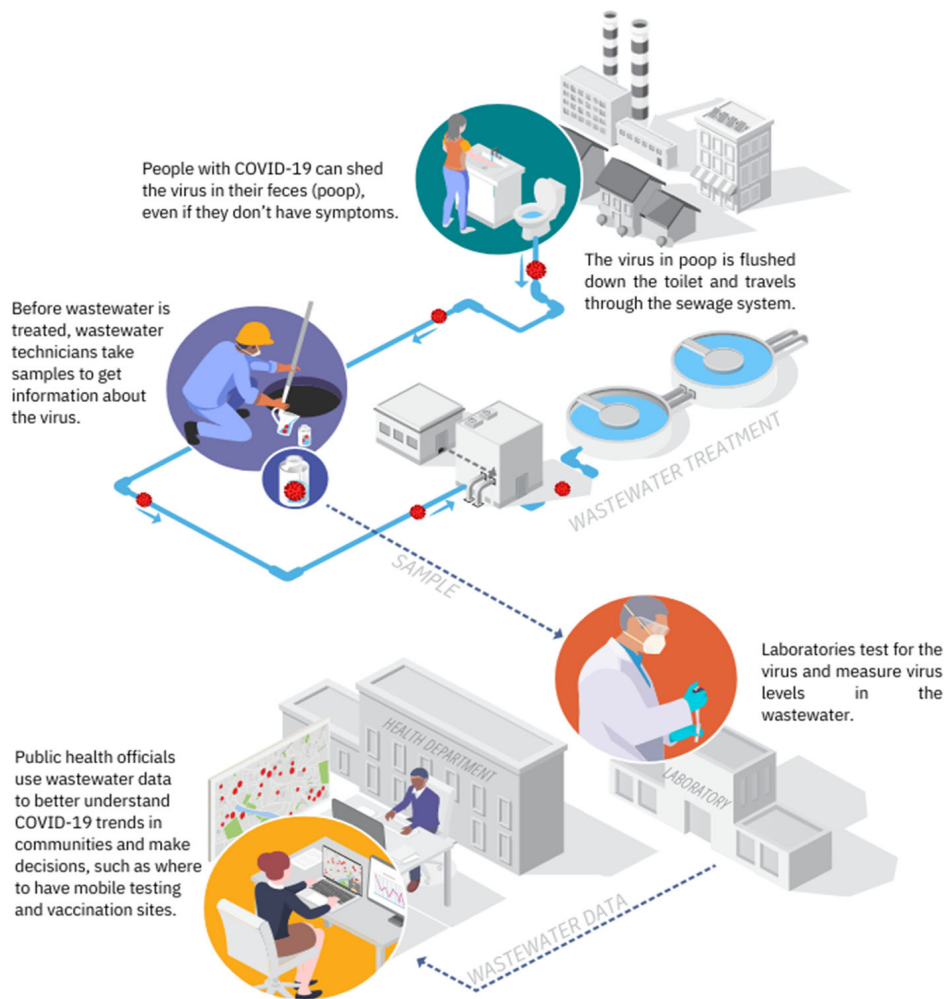 People with COVID-19 can shed
the virus in their feces (poop),
even if they don't have symptoms.
The virus in poop is flushed
down the toilet and travels
through the sewage system.
Before wastewater is
treated, wastewater
technicians take
samples to get
information about
the virus.
WASTEWATER TREATMENT
SAMPLE
Laboratories test for the
virus and measure virus
levels in the
wastewater.
LABORATORY
HEALTH DEPARTMENT
Public health officials
use wastewater data
to better understand
COVID-19 trends in
communities and make
decisions, such as where
to have mobile testing
and vaccination sites.
WASTEWATER DATA